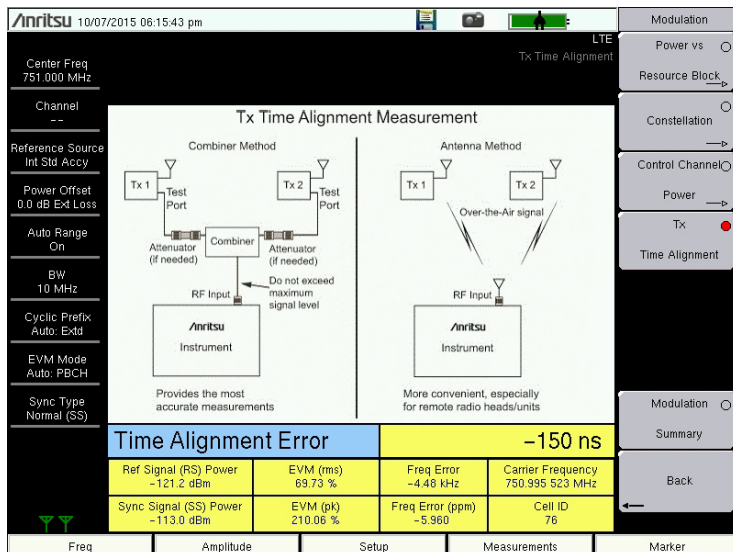 /inritsu 10/07/2015 06:15:43 pm
Modulation
LTE
Tx Time Alignment
Center Freq
751.000 MHz
Channel
--
Reference Source
Int Std Accy
Power Offset
0.0 dB Ext Loss
Auto Range
On
BW
10 MHz
Cyclic Prefix
Auto: Extd
EVM Mode
Auto: PBCH
Sync Type
Normal (SS)
Tx Time Alignment Measurement
Combiner Method
Tx 1
Tx 2
Test
Port
Test
Port
Attenuator
(if needed)
Combiner
Attenuator
(if needed)
Do not exceed
maximum
signal level
RF Input
/inritsu
Instrument
Provides the most
accurate measurements
Antenna Method
Tx 1
Tx 2
Over-the-Air signal
RF Input
/inritsu
Instrument
More convenient, especially
for remote radio heads/units
Time Alignment Error
-150 ns
Ref Signal (RS) Power
-121.2 dBm
EVM (rms)
69.73 %
Freq Error
-4.48 kHz
Carrier Frequency
750.995 523 MHz
Sync Signal (SS) Power
-113.0 dBm
EVM (pk)
210.06 %
Freq Error (ppm)
-5.960
Cell ID
76
Power vs
Resource Block
Constellation
Control Channel
Power
Tx
Time Alignment
Modulation
Summary
Back
Freq
Amplitude
Setup
Measurements
Marker